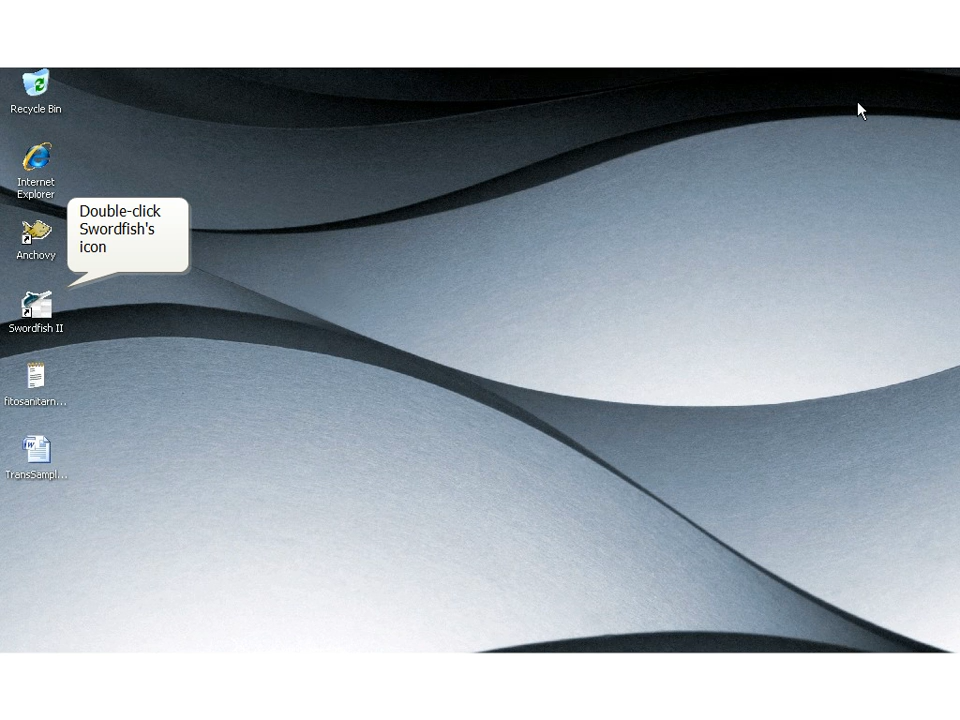 Recycle Bin
Internet
Explorer
Double-click
Swordfish's
icon
Anchovy
Swordfish II
fitosanitarn...
TransSampl...